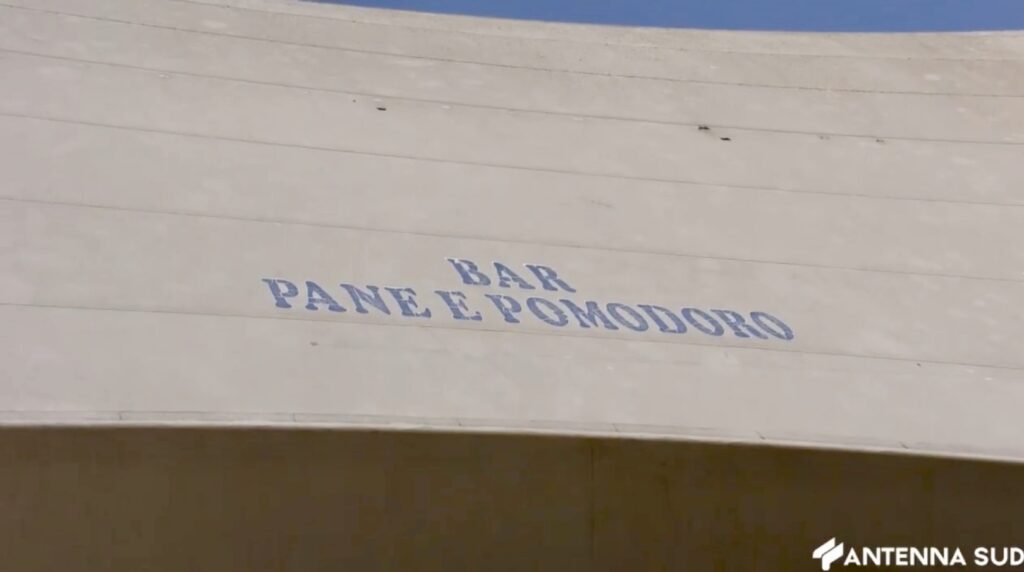 BAR
PANE E POMODORO
ANTENNA SUD